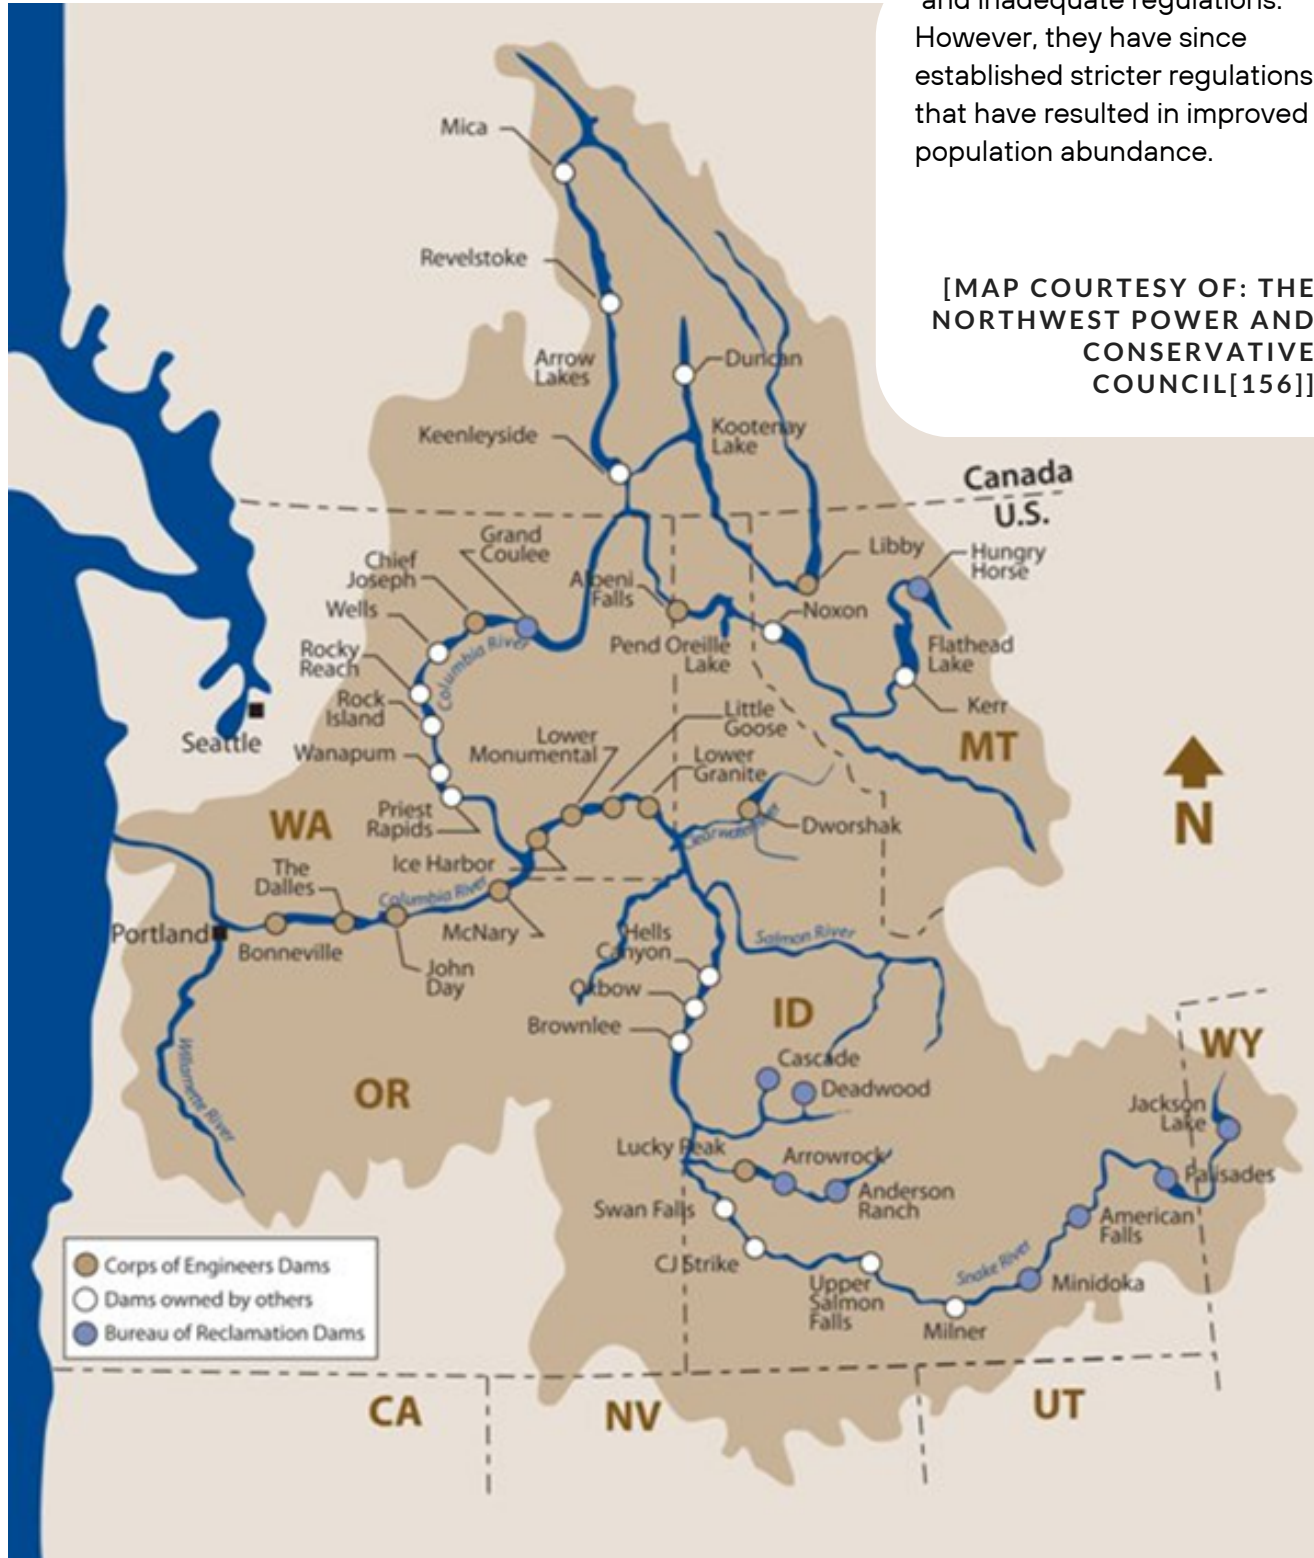 and inadequate regulations.
However, they have since
established stricter regulations
that have resulted in improved
population abundance.
[MAP COURTESY OF: THE
NORTHWEST POWER AND
CONSERVATIVE
COUNCIL[156]]
Mica
Revelstoke
Arrow
Lakes
Duncan
Keenleyside
Kootenay
Lake
Canada
U.S.
Grand
Coulee
Chief
Joseph
Libby
Hungry
Horse
Albeni
Falls
Wells
Noxon
Columbia River
Rocky
Reach
Pend Oreille
Lake
Flathead
Lake
Rock
Island
Kerr
Little
Goose
Seattle
Lower
Monumental
Wanapum
Lower
Granite
MT
Priest
Rapids
WA
N
Clearwater River
Dworshak
Ice Harbor
The
Dalles
Columbia River
Portland
McNary
Bonneville
Hells
Canyon
Salmon River
John
Day
Oxbow
Brownlee
ID
WY
Cascade
Deadwood
OR
Willamette River
Jackson
Lake
Lucky Peak
Arrowrock
Palisades
Anderson
Ranch
Swan Falls
American
Falls
CJ Strike
Snake River
Upper
Salmon
Falls
Minidoka
Milner
Corps of Engineers Dams
Dams owned by others
Bureau of Reclamation Dams
CA
NV
UT